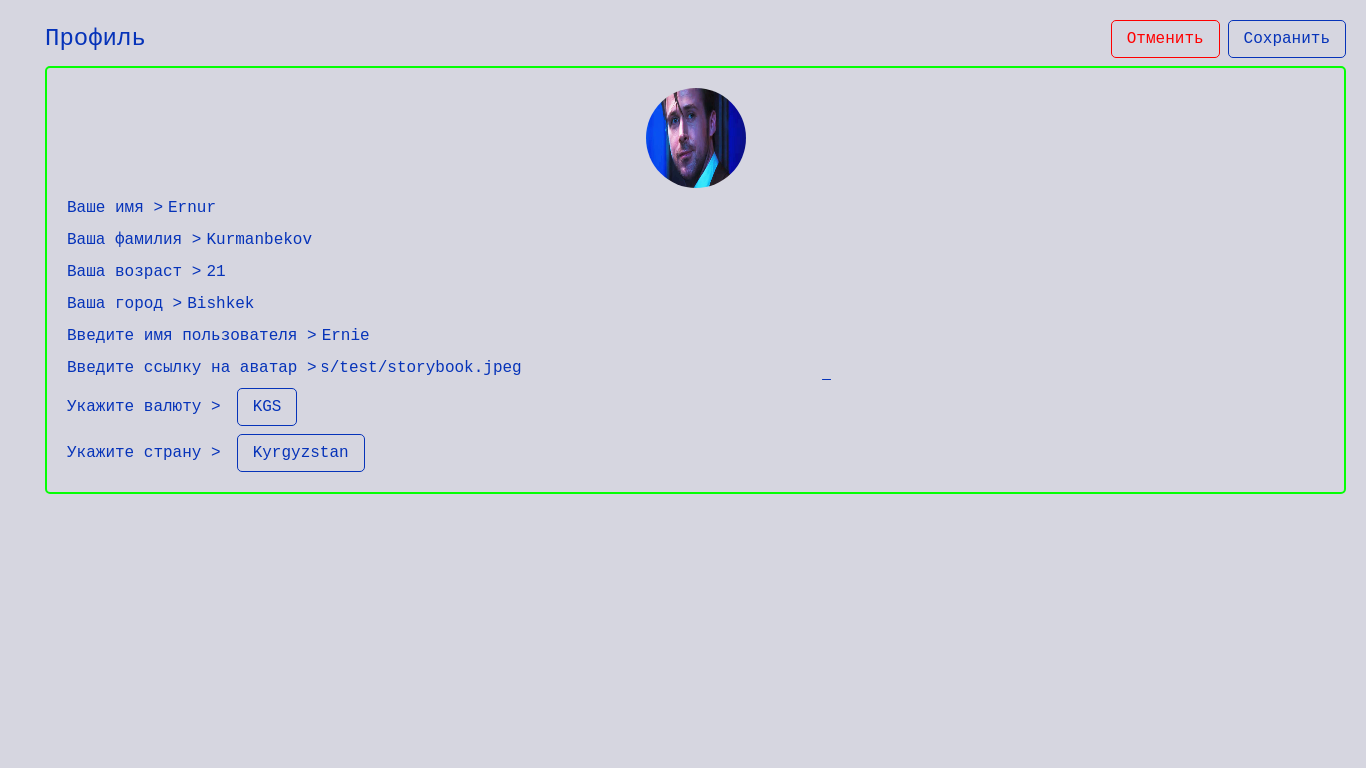 Профиль
Отменить
Сохранить
Ваше имя > Ernur
Ваша фамилия > Kurmanbekov
Ваша возраст > 21
Ваша город > Bishkek
Введите имя пользователя > Ernie
Введите ссылку на аватар > s/test/storybook.jpeg
Укажите валюту > KGS
Укажите страну > Kyrgyzstan